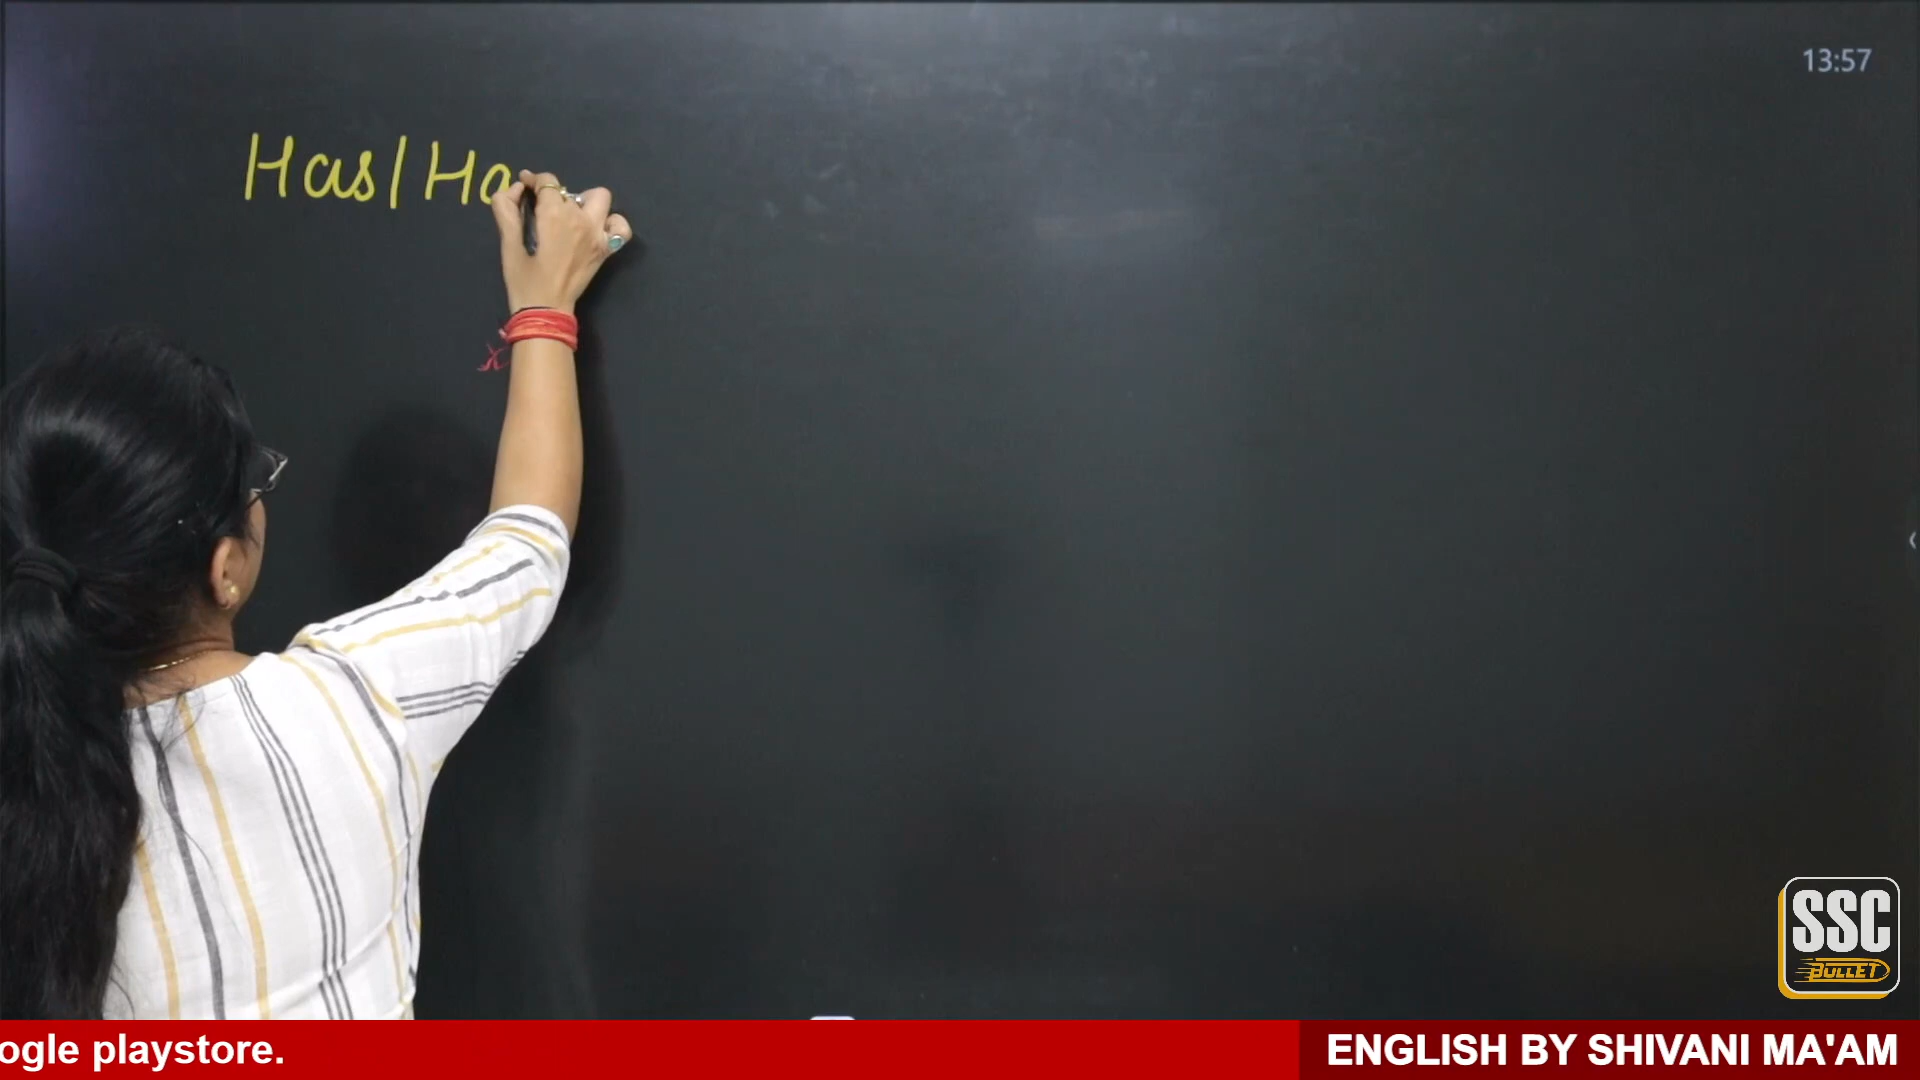 13:57
Has/Ha
SSC
BULLET
ogle playstore.
ENGLISH BY SHIVANI MA'AM